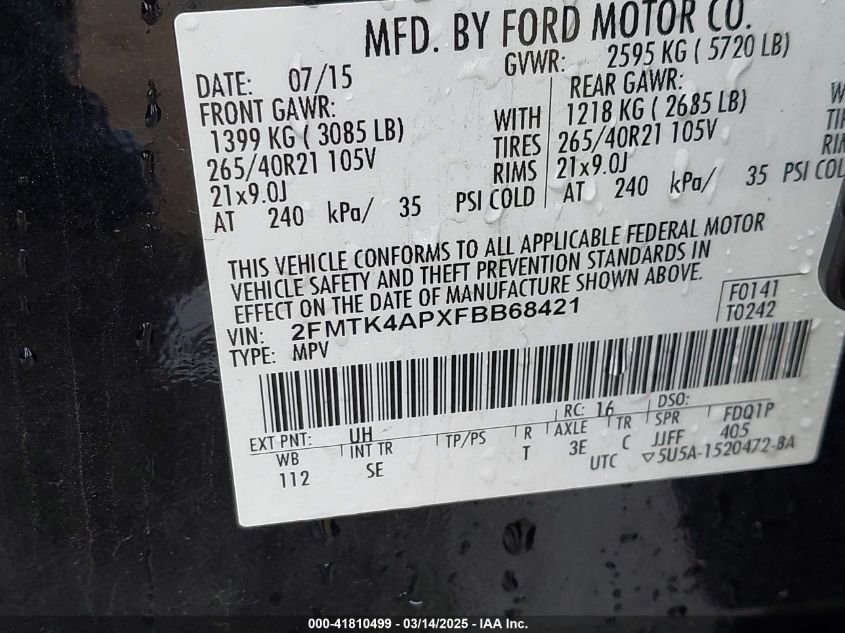 MFD. BY FORD MOTOR CO.
DATE: 07/15 GVWR: 2595 KG ( 5720 LB)
FRONT GAWR: REAR GAWR:
1399 KG ( 3085 LB) WITH 1218 KG ( 2685 LB)
265/40R21 105V TIRES 265/40R21 105V
21x9.0J RIMS 21x9.0J
AT 240 kPa/ 35 PSI COLD AT 240 kPa/ 35 PSI COL
THIS VEHICLE CONFORMS TO ALL APPLICABLE FEDERAL MOTOR
VEHICLE SAFETY AND THEFT PREVENTION STANDARDS IN
EFFECT ON THE DATE OF MANUFACTURE SHOWN ABOVE.
VIN: 2FMTK4APXFBB68421 F0141
TYPE: MPV T0242
EXT PNT: UH RC: 16 DSO: FDQ1P
WB INT TR TP/PS R AXLE TR SPR 405
112 SE T 3E C JJFF
UTC ▽5U5A-1520472-BA
000-41810499 - 03/14/2025 - IAA Inc.